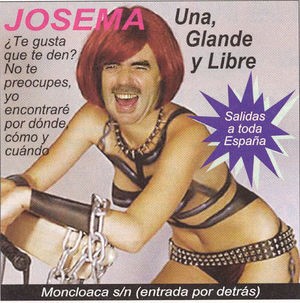 JOSEMA
¿Te gusta
que te den?
No te
preocupes,
yo
encontraré
por dónde,
cómo y
cuándo
Una,
Glande
y Libre
Salidas
a toda
España
Moncloaca s/n (entrada por detrás)